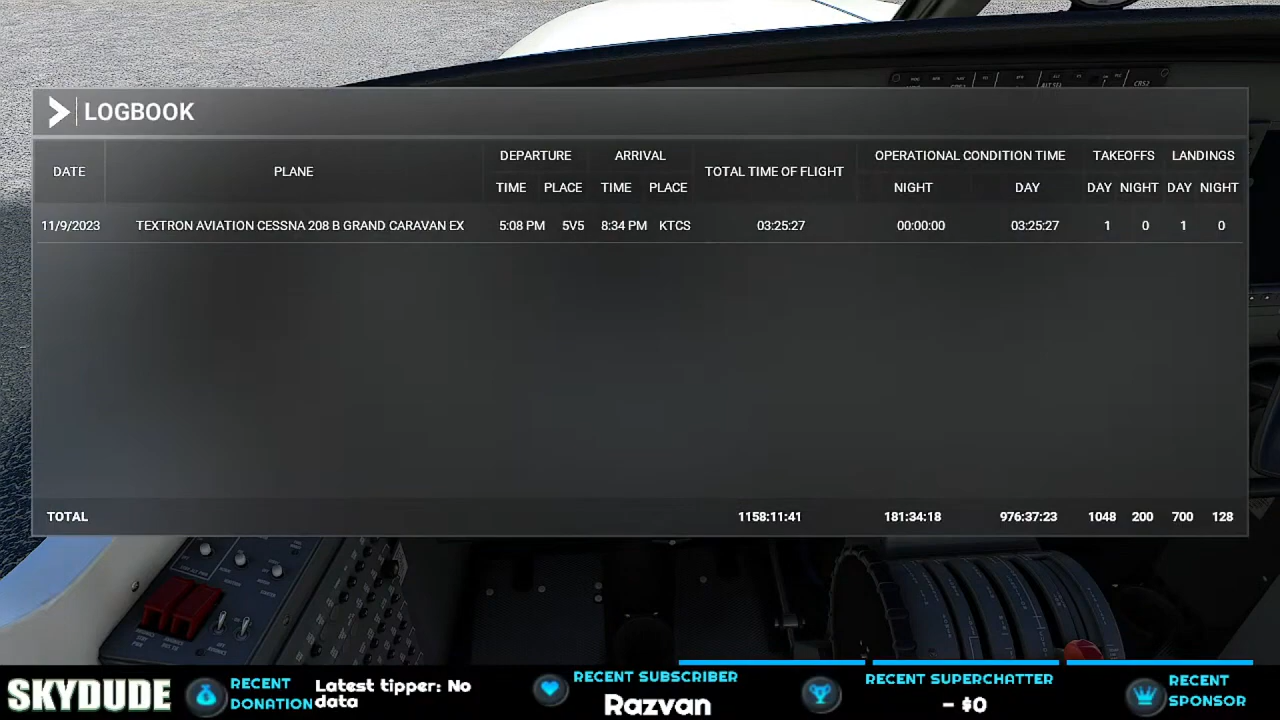 ALT SEL
CRS2
LOGBOOK
DATE PLANE DEPARTURE ARRIVAL TOTAL TIME OF FLIGHT OPERATIONAL CONDITION TIME TAKEOFFS LANDINGS
TIME PLACE TIME PLACE NIGHT DAY DAY NIGHT DAY NIGHT
11/9/2023 TEXTRON AVIATION CESSNA 208 B GRAND CARAVAN EX 5:08 PM 5V5 8:34 PM KTCS 03:25:27 00:00:00 03:25:27 1 0 1 0
TOTAL 1158:11:41 181:34:18 976:37:23 1048 200 700 128
SKYDUDE
RECENT
DONATION
Latest tipper: No
data
RECENT SUBSCRIBER
Razvan
RECENT SUPERCHATTER
- $0
RECENT
SPONSOR